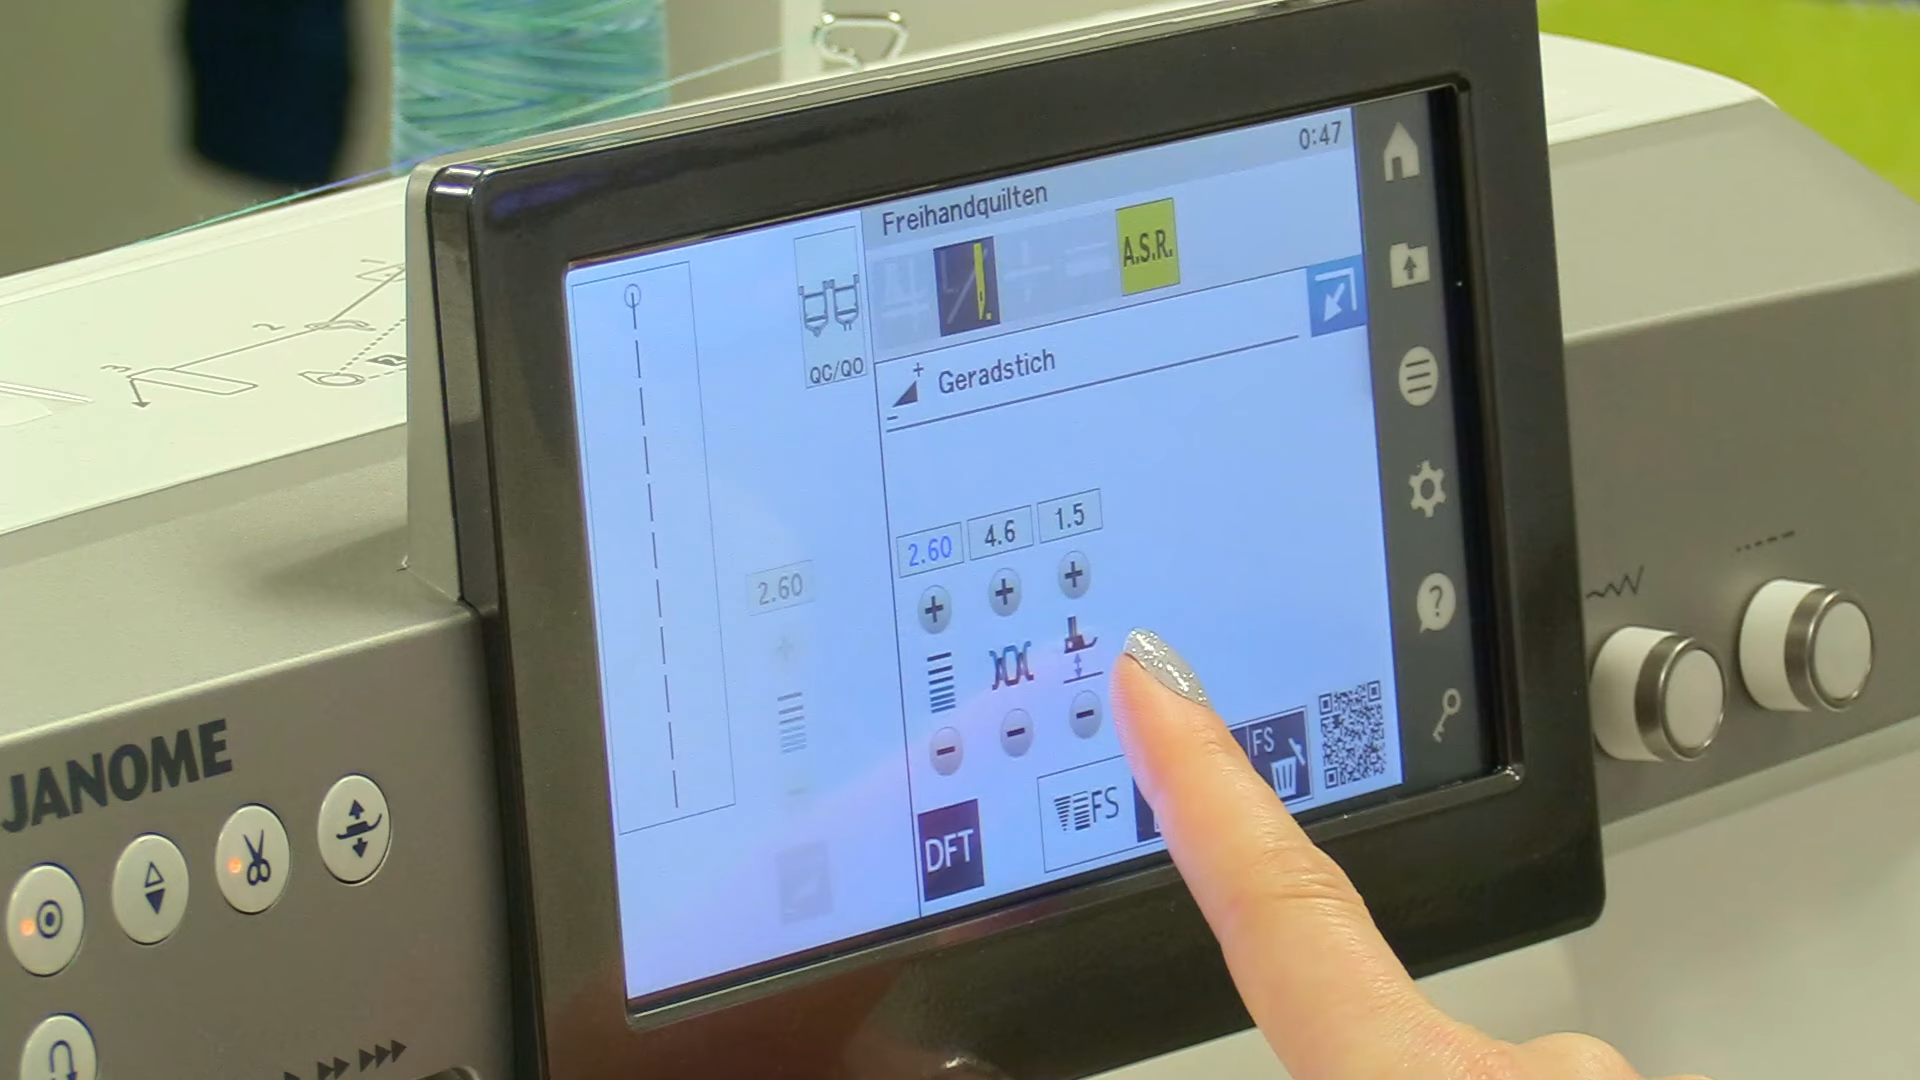 0:47
Freihandquilten
A.S.R.
QC/QO
Geradstich
2.60 4.6 1.5
2.60
FS
DFT
FS
JANOME